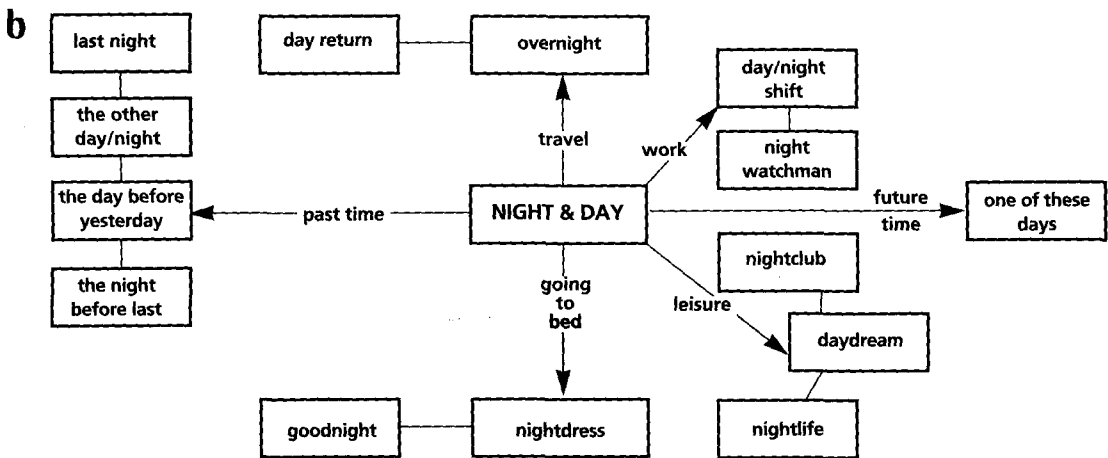 b
last night
the other
day/night
the day before
yesterday
the night
before last
day return
overnight
travel
day/night
shift
work
night
watchman
past time
NIGHT & DAY
future
time
one of these
days
going
to
bed
leisure
nightclub
daydream
nightlife
goodnight
nightdress